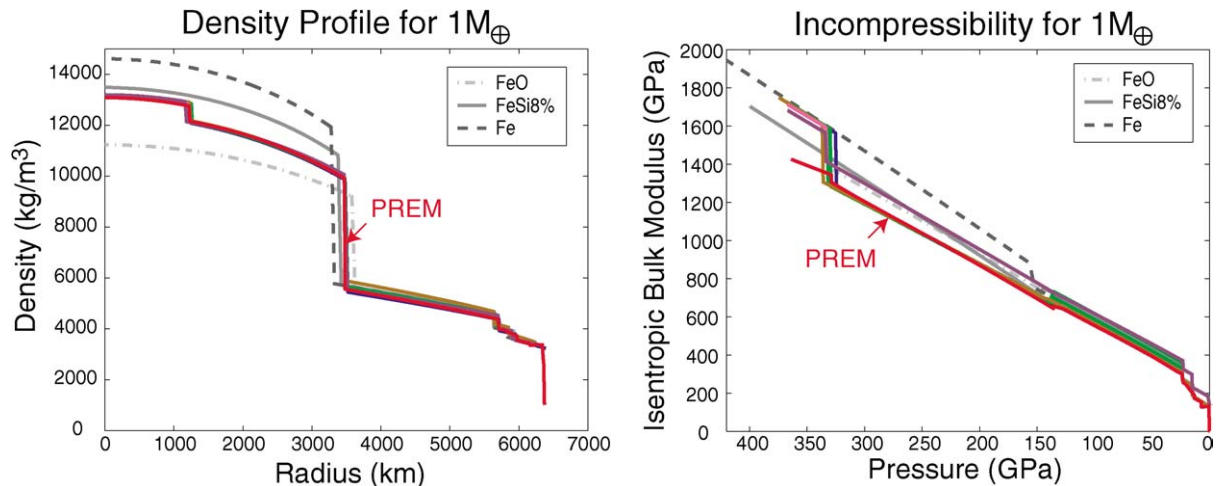 Density Profile for 1M⊕
14000
12000
10000
8000
6000
4000
2000
0
Density (kg/m3)
FeO
FeSi8%
Fe
PREM
0 1000 2000 3000 4000 5000 6000 7000
Radius (km)
Incompressibility for 1M⊕
2000
1800
1600
1400
1200
1000
800
600
400
200
0
Isentropic Bulk Modulus (GPa)
FeO
FeSi8%
Fe
PREM
400 350 300 250 200 150 100 50 0
Pressure (GPa)